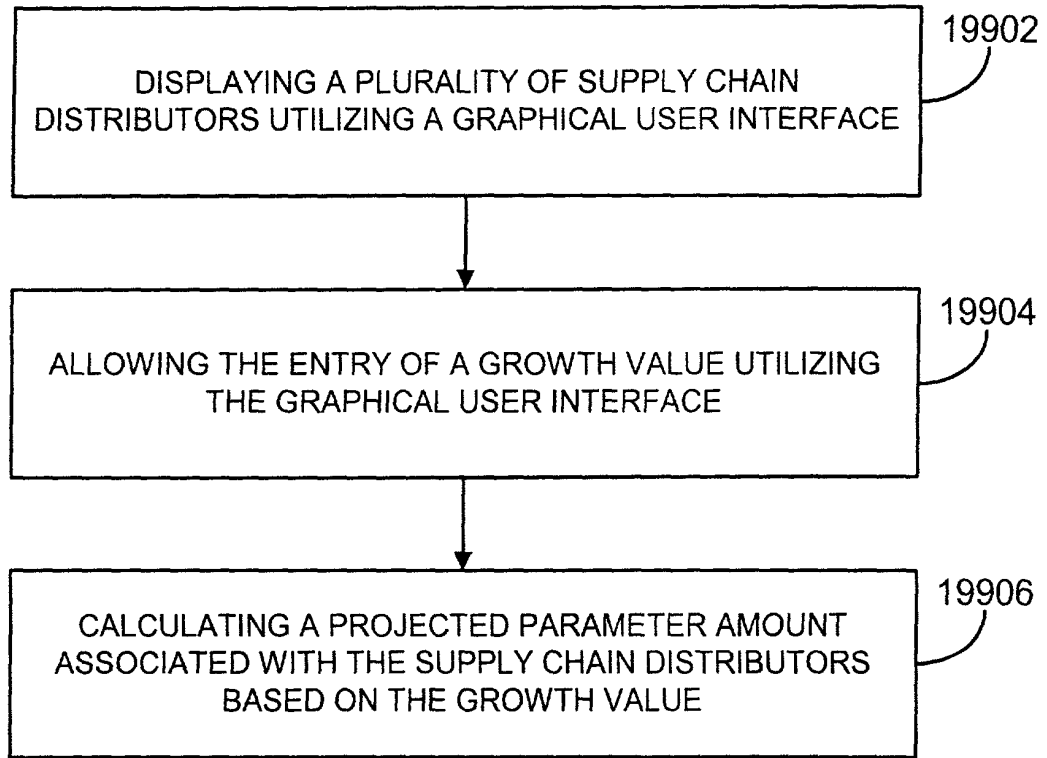 19902
DISPLAYING A PLURALITY OF SUPPLY CHAIN
DISTRIBUTORS UTILIZING A GRAPHICAL USER INTERFACE
19904
ALLOWING THE ENTRY OF A GROWTH VALUE UTILIZING
THE GRAPHICAL USER INTERFACE
19906
CALCULATING A PROJECTED PARAMETER AMOUNT
ASSOCIATED WITH THE SUPPLY CHAIN DISTRIBUTORS
BASED ON THE GROWTH VALUE